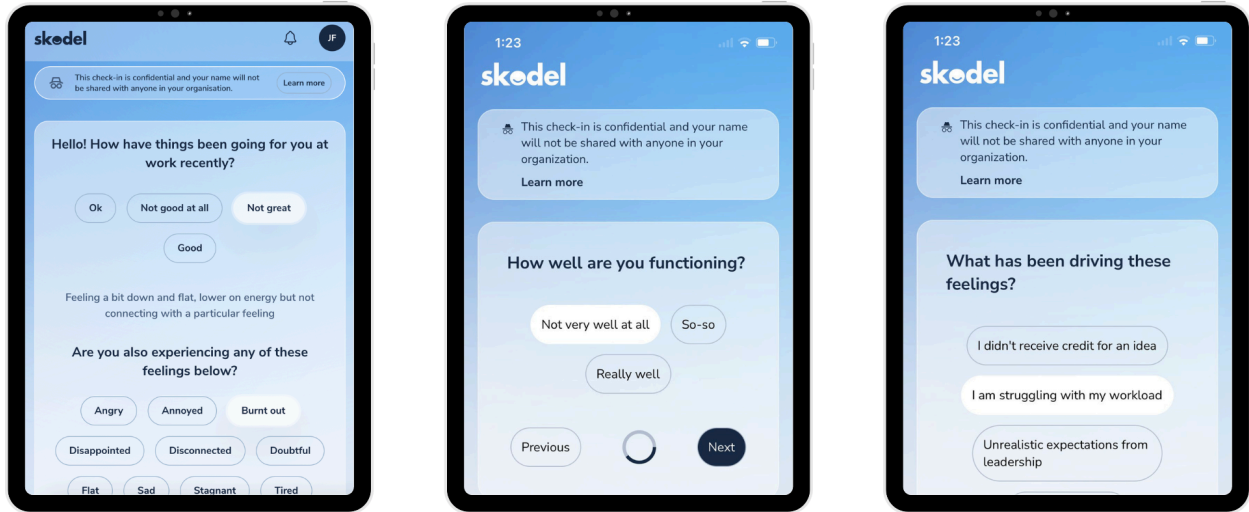 skodel
JF
This check-in is confidential and your name will not
be shared with anyone in your organisation.
Learn more
Hello! How have things been going for you at
work recently?
Ok
Not good at all
Not great
Good
Feeling a bit down and flat, lower on energy but not
connecting with a particular feeling
Are you also experiencing any of these
feelings below?
Angry
Annoyed
Burnt out
Disappointed
Disconnected
Doubtful
Flat
Sad
Stagnant
Tired
1:23
skodel
This check-in is confidential and your name
will not be shared with anyone in your
organization.
Learn more
How well are you functioning?
Not very well at all
So-so
Really well
Previous
Next
1:23
skodel
This check-in is confidential and your name
will not be shared with anyone in your
organization.
Learn more
What has been driving these
feelings?
I didn't receive credit for an idea
I am struggling with my workload
Unrealistic expectations from
leadership